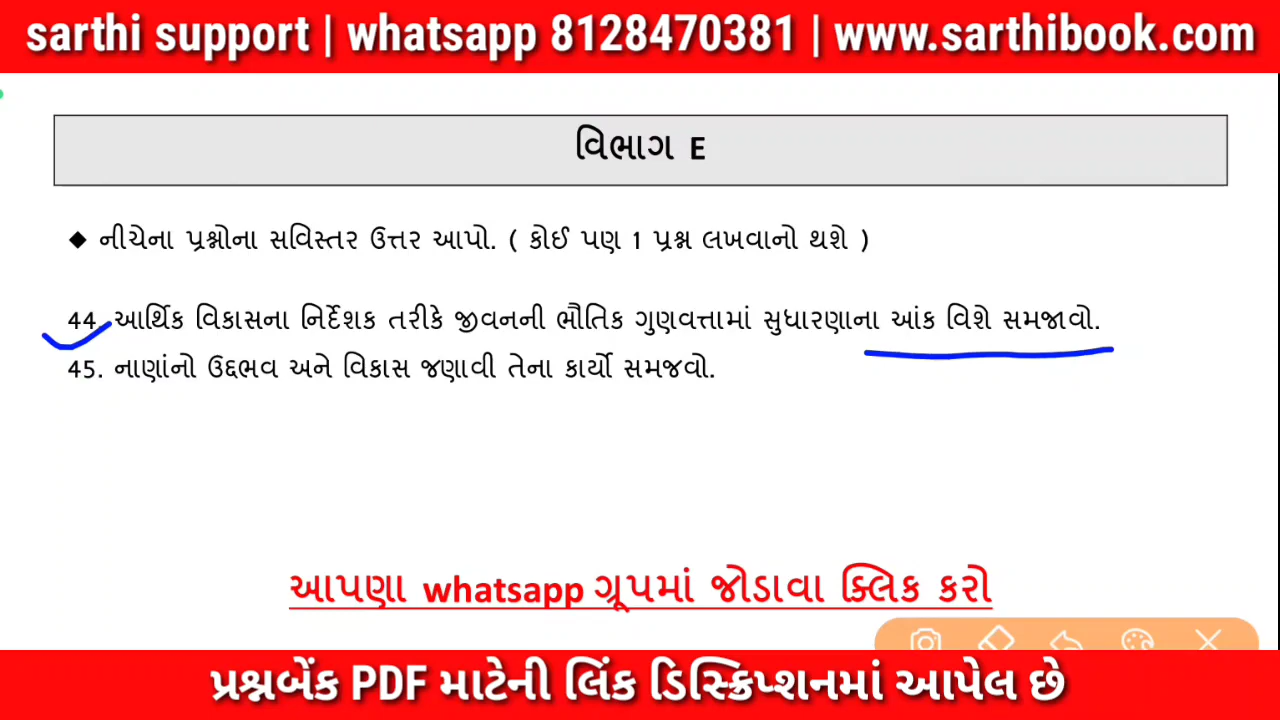 sarthi support | whatsapp 8128470381 | www.sarthibook.com
વિભાગ E
◆ નીચેના પ્રશ્નોના સવિસ્તર ઉત્તર આપો. ( કોઈ પણ 1 પ્રશ્ન લખવાનો થશે )
44. આર્થિક વિકાસના નિર્દેશક તરીકે જીવનની ભૌતિક ગુણવત્તામાં સુધારણાના આંક વિશે સમજાવો.
45. નાણાંનો ઉદ્દભવ અને વિકાસ જણાવી તેના કાર્યો સમજવો.
આપણા whatsapp ગ્રૂપમાં જોડાવા ક્લિક કરો
પ્રશ્નબેંક PDF માટેની લિંક ડિસ્ક્રિપ્શનમાં આપેલ છે